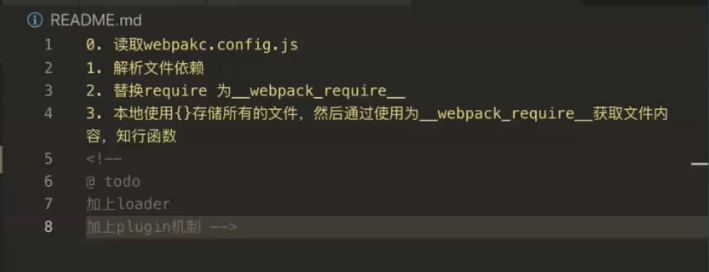 README.md
1 0. 读取webpakc.config.js
2 1. 解析文件依赖
3 2. 替换require 为__webpack_require__
4 3. 本地使用{}存储所有的文件，然后通过使用为__webpack_require__获取文件内
容，知行函数
5 <!--
6 @ todo
7 加上loader
8 加上plugin机制 -->